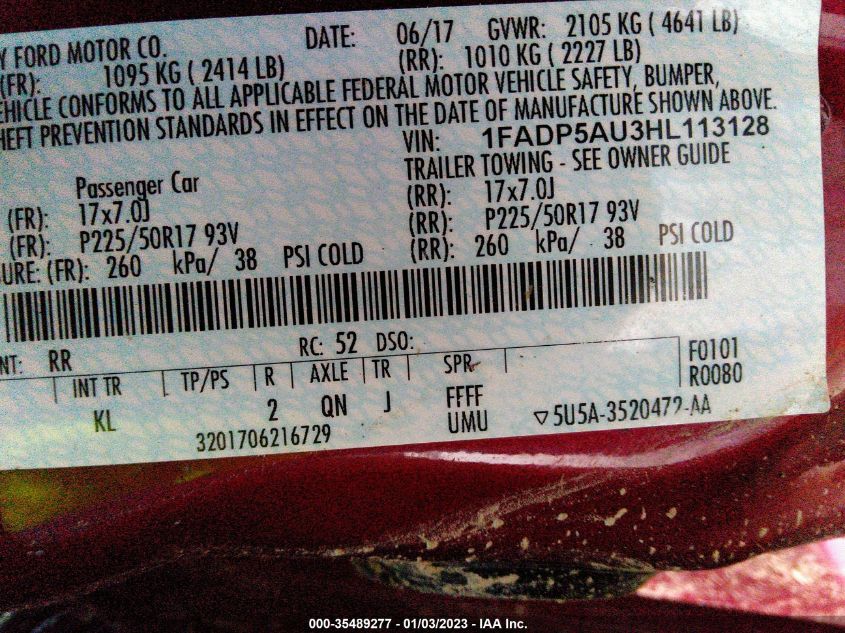 Y FORD MOTOR CO. DATE: 06/17 GVWR: 2105 KG ( 4641 LB)
(FR): 1095 KG ( 2414 LB) (RR): 1010 KG ( 2227 LB)
EHICLE CONFORMS TO ALL APPLICABLE FEDERAL MOTOR VEHICLE SAFETY, BUMPER,
HEFT PREVENTION STANDARDS IN EFFECT ON THE DATE OF MANUFACTURE SHOWN ABOVE.
VIN: 1FADP5AU3HL113128
TRAILER TOWING - SEE OWNER GUIDE
Passenger Car
(FR): 17x7.0J (RR): 17x7.0J
(FR): P225/50R17 93V (RR): P225/50R17 93V
URE: (FR): 260 kPa/ 38 PSI COLD (RR): 260 kPa/ 38 PSI COLD
NT: RR RC: 52 DSO:
INT TR TP/PS R AXLE TR SPR F0101
R0080
KL 2 QN J FFFF
UMU
3201706216729 ▽5U5A-3520472-AA
000-35489277 - 01/03/2023 - IAA Inc.